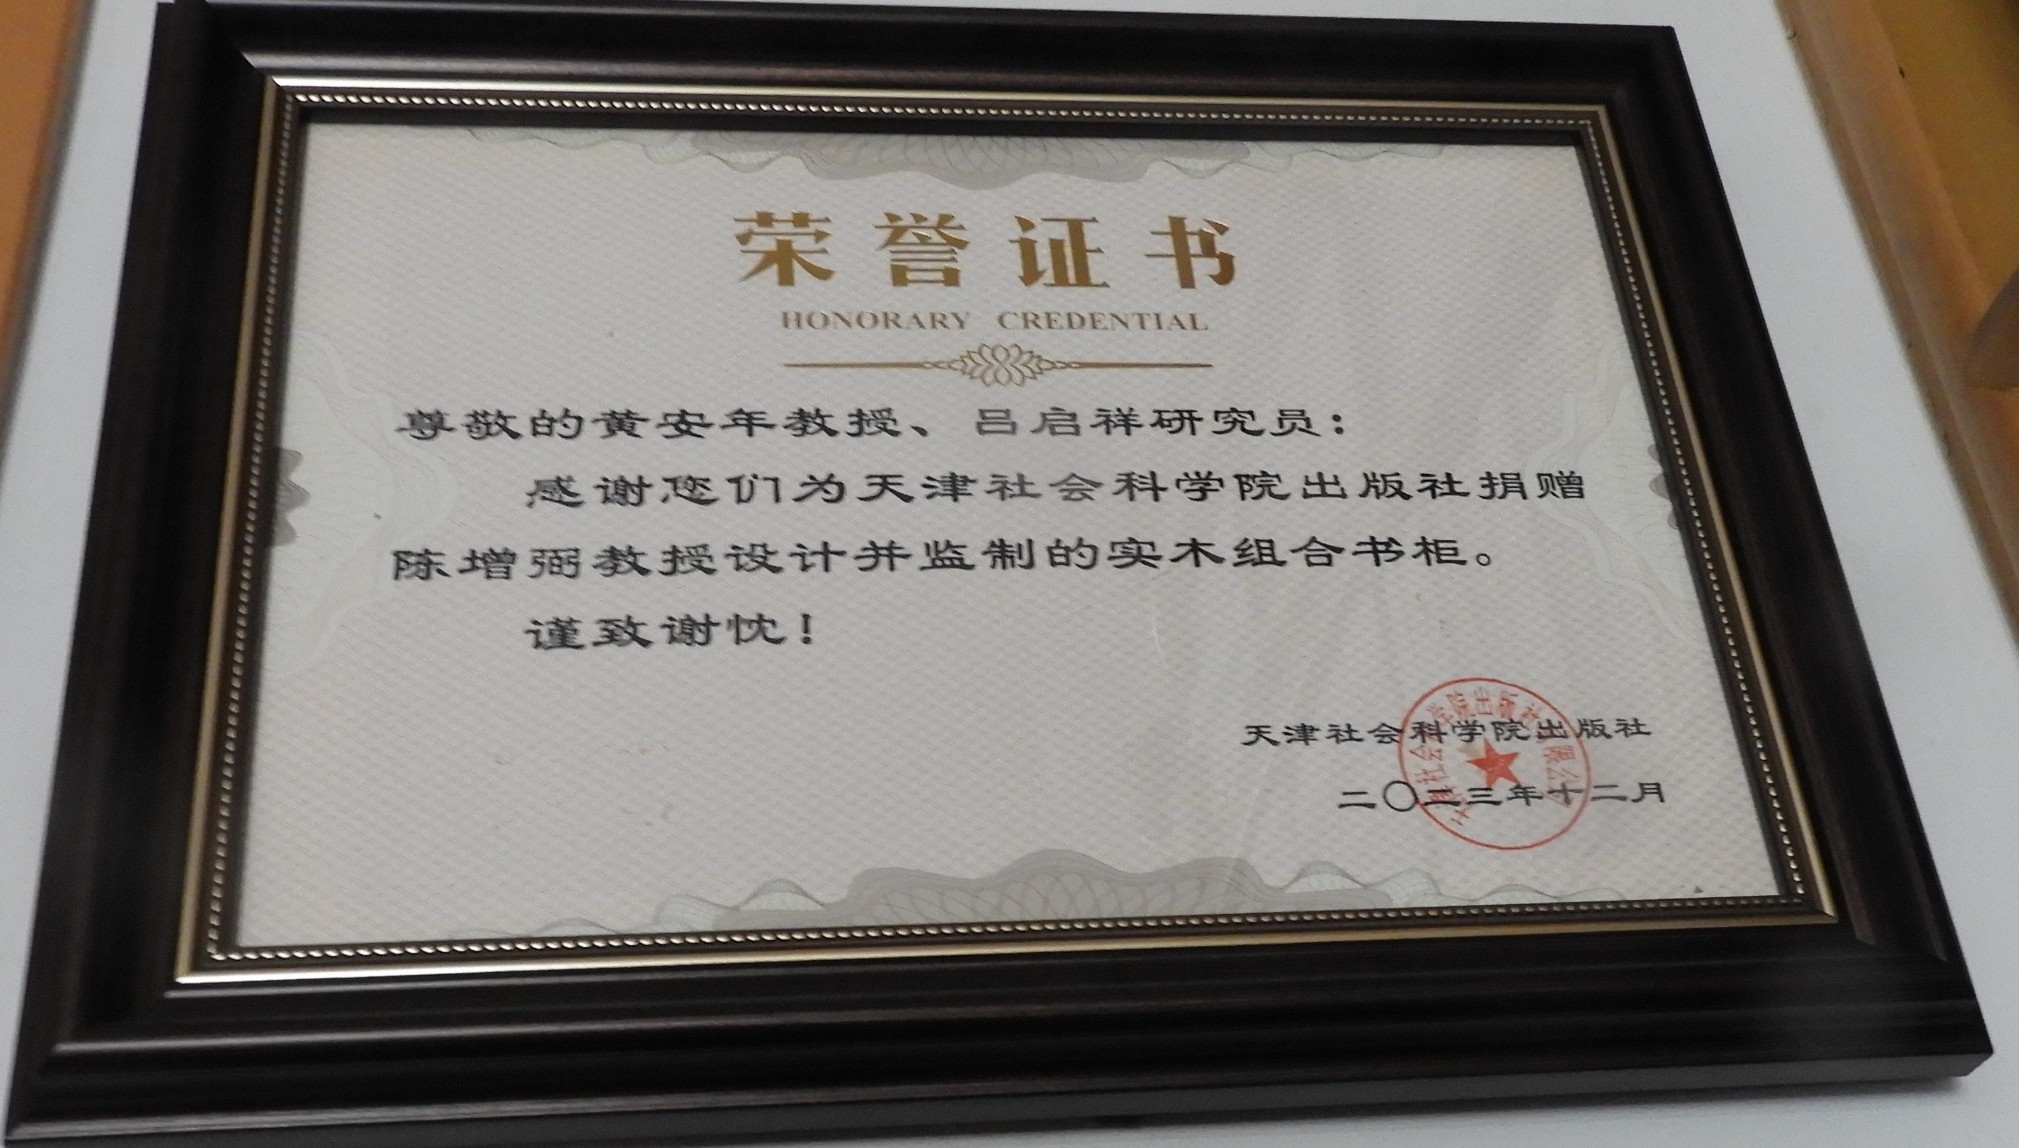 荣誉证书
HONORARY CREDENTIAL
尊敬的黄安年教授、吕启祥研究员：
感谢您们为天津社会科学院出版社捐赠
陈增弼教授设计并监制的实木组合书柜。
谨致谢忱！
天津社会科学院出版社
二〇二三年十二月